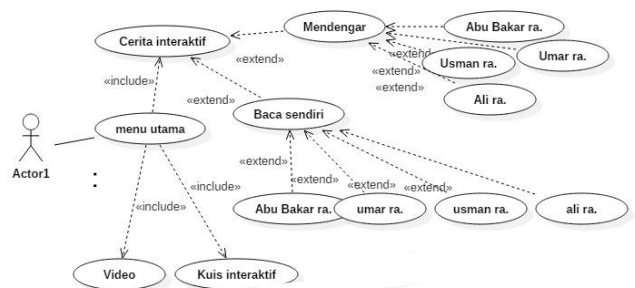 Mendengar
Abu Bakar ra.
Cerita interaktif
Umar ra.
«extend»
Usman ra.
«extend»
«extend»
«include»
«extend»
«extend»
Ali ra.
Baca sendiri
menu utama
Actor1
:
«extend»
«include»
«extend»
«extend»
«extend»
«include»
Abu Bakar ra.
umar ra.
usman ra.
ali ra.
Video
Kuis interaktif